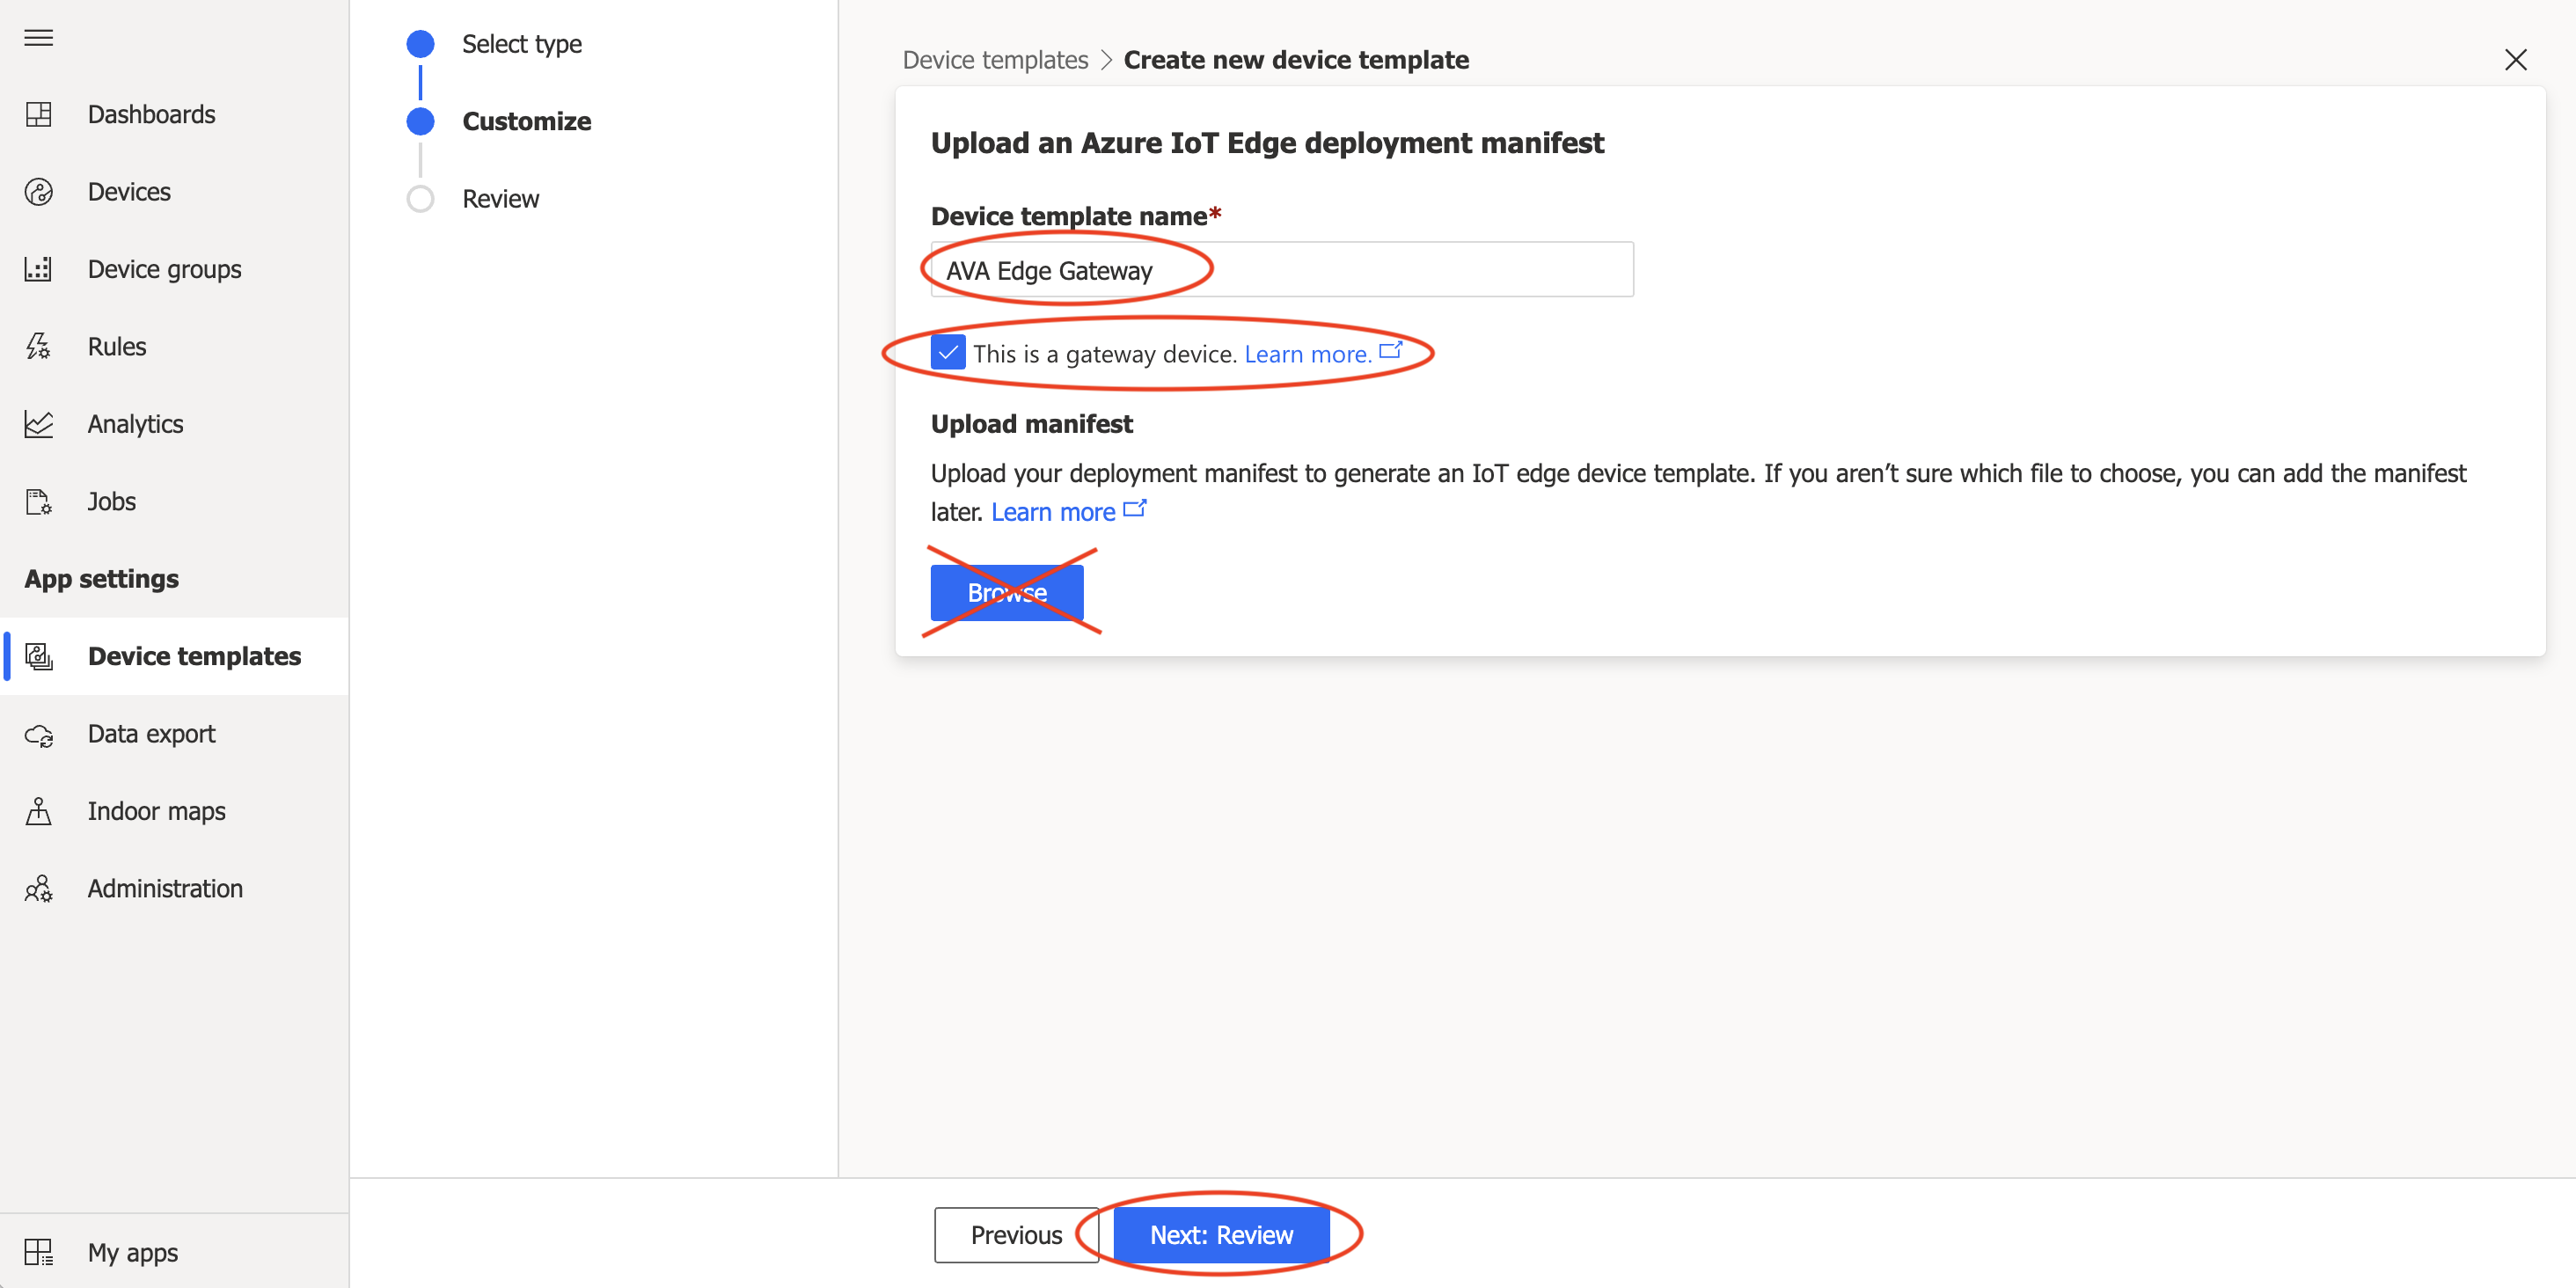 Dashboards
Devices
Device groups
Rules
Analytics
Jobs
App settings
Device templates
Data export
Indoor maps
Administration
My apps
Select type
Customize
Review
Device templates > Create new device template
Upload an Azure IoT Edge deployment manifest
Device template name*
AVA Edge Gateway
This is a gateway device. Learn more.
Upload manifest
Upload your deployment manifest to generate an IoT edge device template. If you aren’t sure which file to choose, you can add the manifest
later. Learn more
Browse
Previous
Next: Review